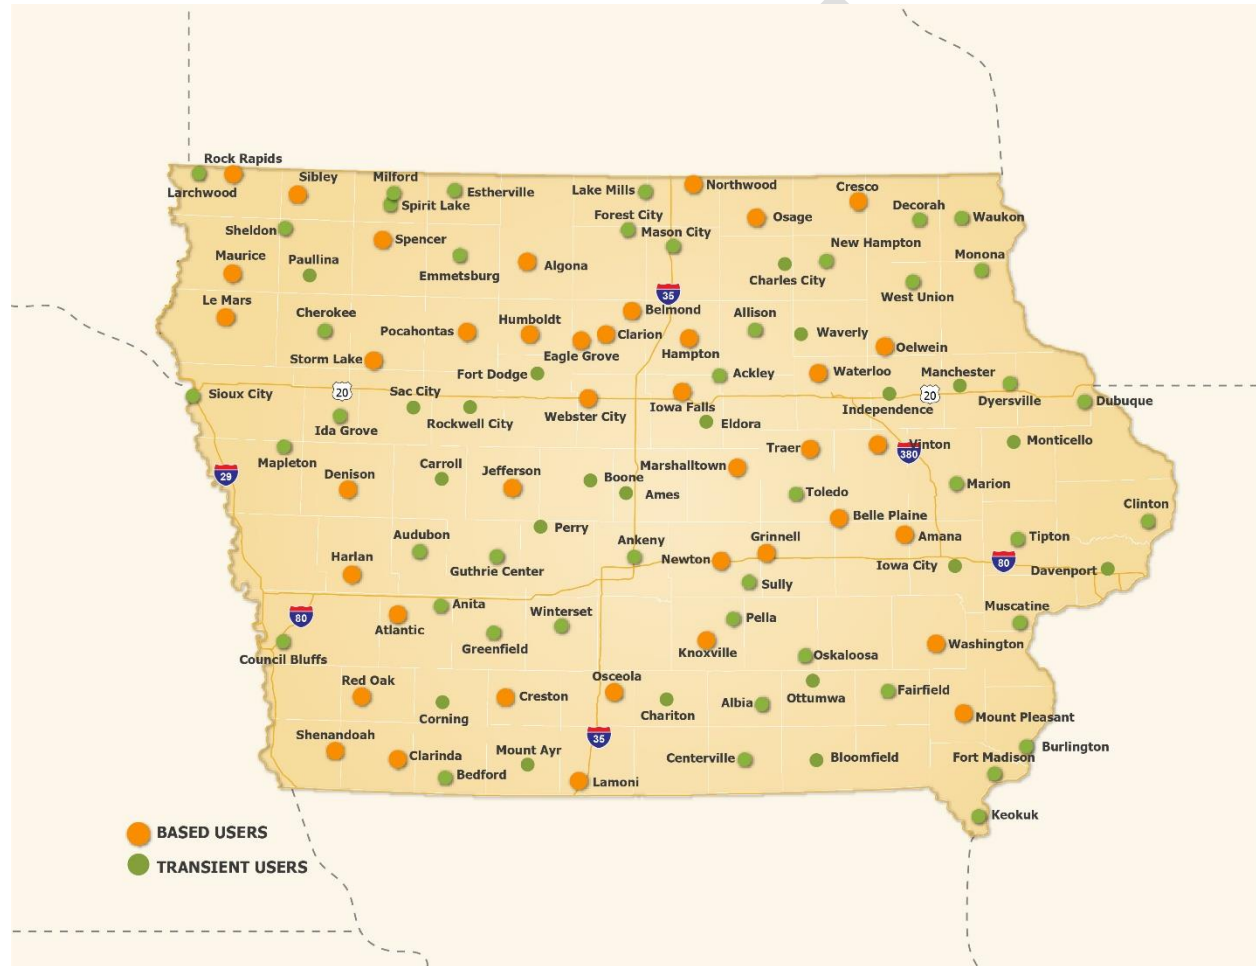 Rock Rapids
Larchwood
Sibley
Milford
Spirit Lake
Estherville
Lake Mills
Northwood
Cresco
Forest City
Osage
Decorah
Waukon
Sheldon
Spencer
Mason City
New Hampton
Monona
Maurice
Paullina
Emmetsburg
Algona
Charles City
West Union
35
Le Mars
Cherokee
Pocahontas
Humboldt
Belmond
Clarion
Eagle Grove
Hampton
Allison
Waverly
Oelwein
Storm Lake
Fort Dodge
Ackley
Waterloo
Manchester
Sioux City
20
Sac City
Iowa Falls
Independence
20
Dyersville
Dubuque
Ida Grove
Rockwell City
Webster City
Eldora
Traer
Vinton
380
Monticello
Mapleton
29
Denison
Carroll
Jefferson
Boone
Ames
Marshalltown
Toledo
Marion
Clinton
Perry
Belle Plaine
Amana
Tipton
Audubon
Harlan
Guthrie Center
Ankeny
Newton
Grinnell
Iowa City
80
Davenport
Sully
80
Atlantic
Anita
Winterset
Greenfield
Pella
Muscatine
Council Bluffs
Knoxville
Oskaloosa
Washington
Red Oak
Corning
Creston
Osceola
Chariton
Albia
Ottumwa
Fairfield
Mount Pleasant
35
Shenandoah
Clarinda
Mount Ayr
Bedford
Lamoni
Centerville
Bloomfield
Burlington
Fort Madison
Keokuk
BASED USERS
TRANSIENT USERS